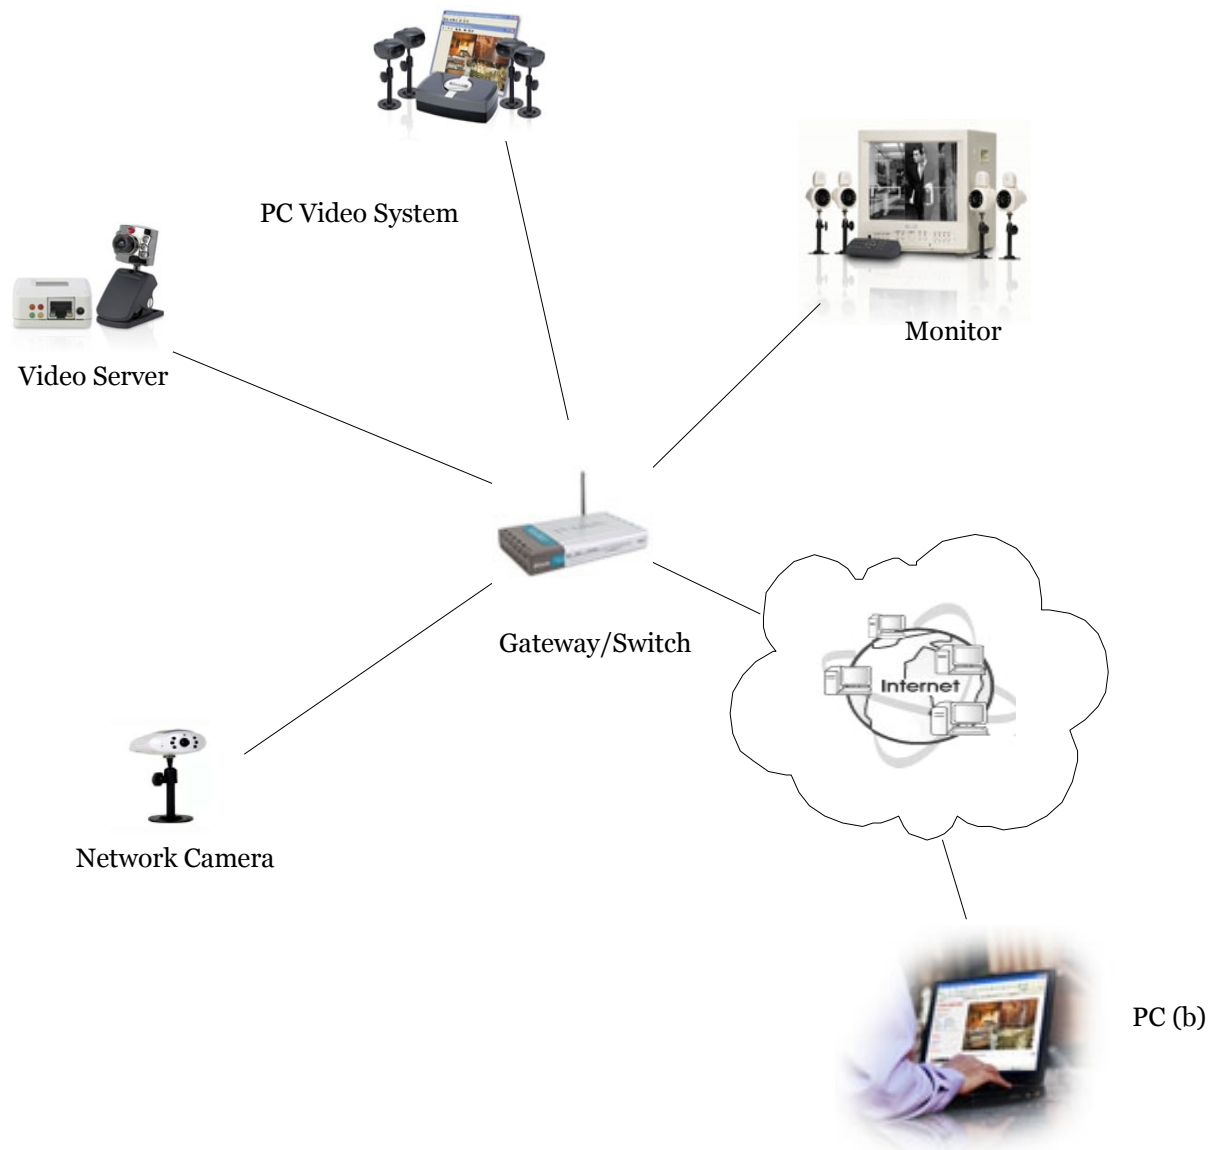 PC Video System
Monitor
Video Server
Gateway/Switch
Internet
Network Camera
PC (b)